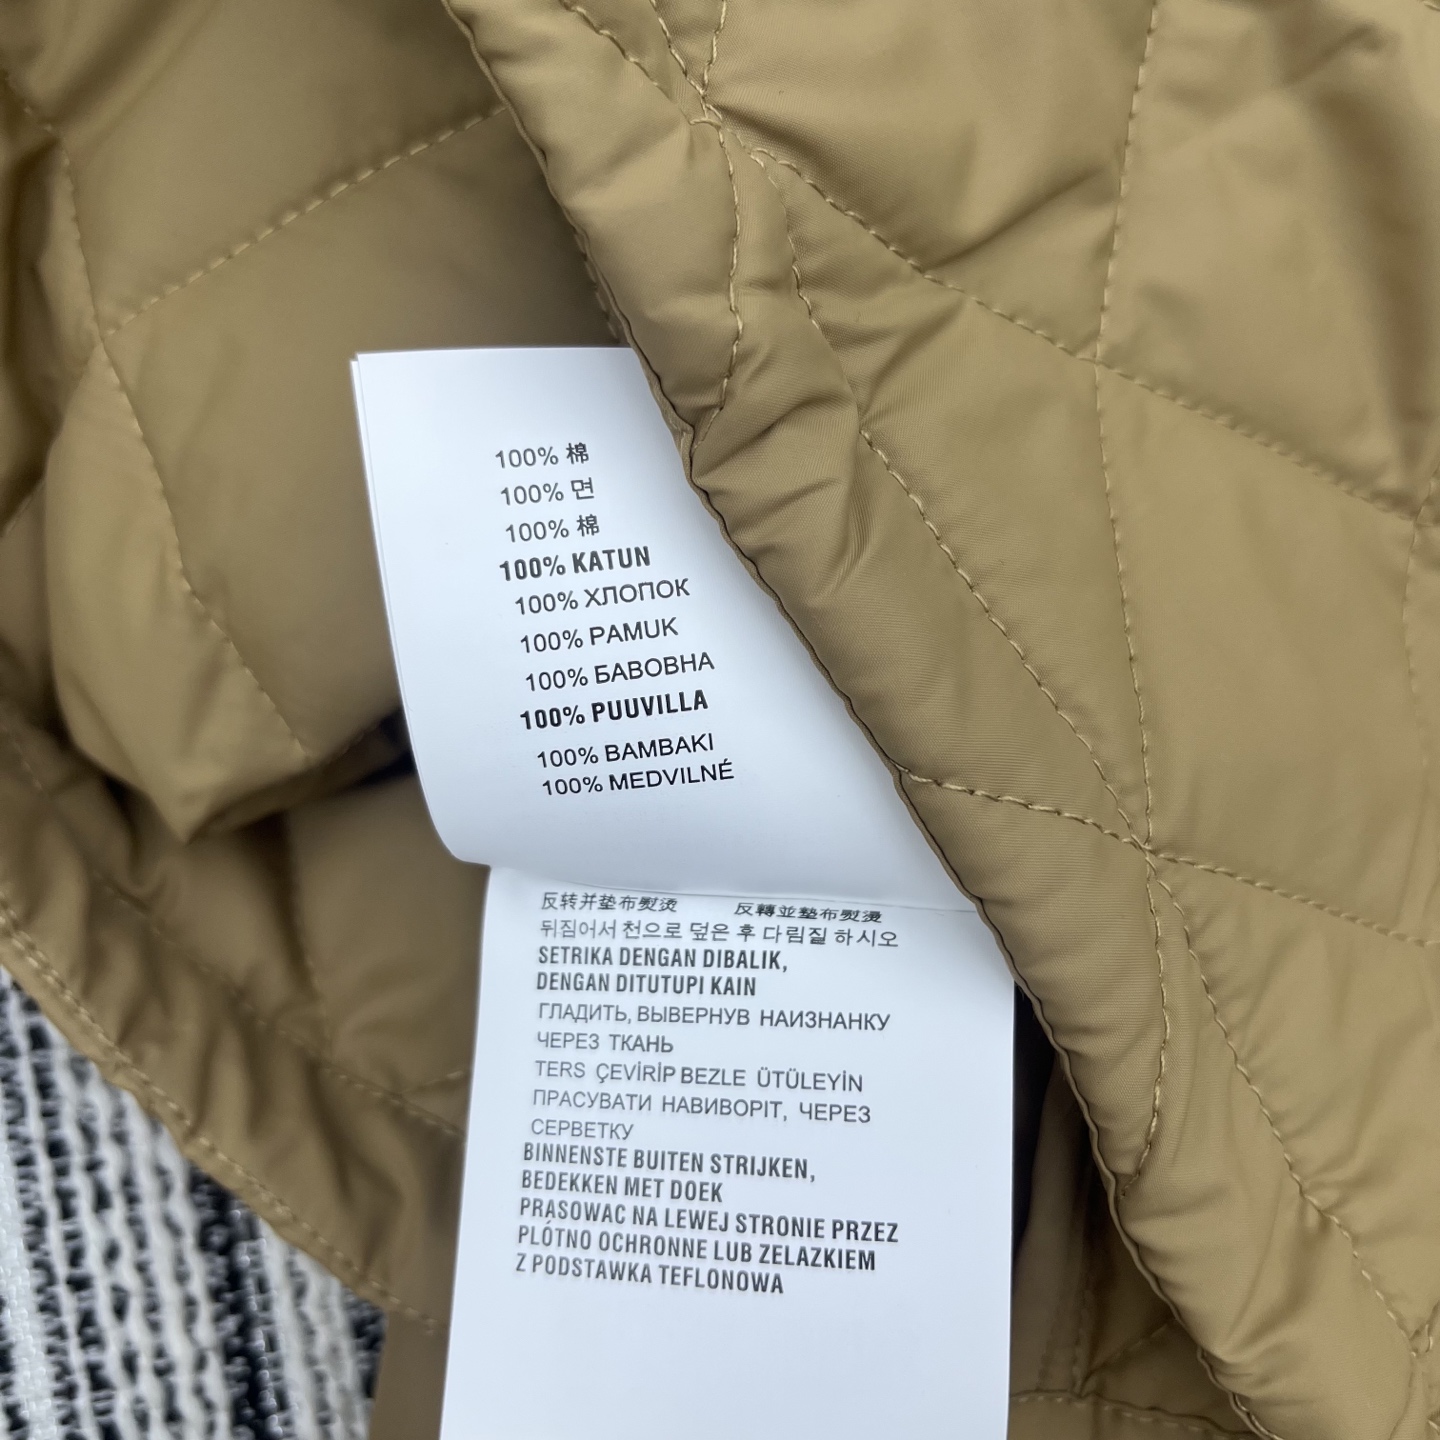 100% 棉
100% 면
100% 棉
100% KATUN
100% ХЛОПОК
100% PAMUK
100% БАВОВНА
100% PUUVILLA
100% BAMBAKI
100% MEDVILNÉ
反转并垫布熨烫 反轉並墊布熨燙
뒤짐어서 천으로 덮은 후 다림질 하시오
SETRIKA DENGAN DIBALIK,
DENGAN DITUTUPI KAIN
ГЛАДИТЬ, ВЫВЕРНУВ НАИЗНАНКУ
ЧЕРЕЗ ТКАНЬ
TERS ÇEVİRİP BEZLE ÜTÜLEYİN
ПРАСУВАТИ НАВИВОРІТ, ЧЕРЕЗ
СЕРВЕТКУ
BINNENSTE BUITEN STRIJKEN,
BEDEKKEN MET DOEK
PRASOWAC NA LEWEJ STRONIE PRZEZ
PLÓTNO OCHRONNE LUB ZELAZKIEM
Z PODSTAWKA TEFLONOWA